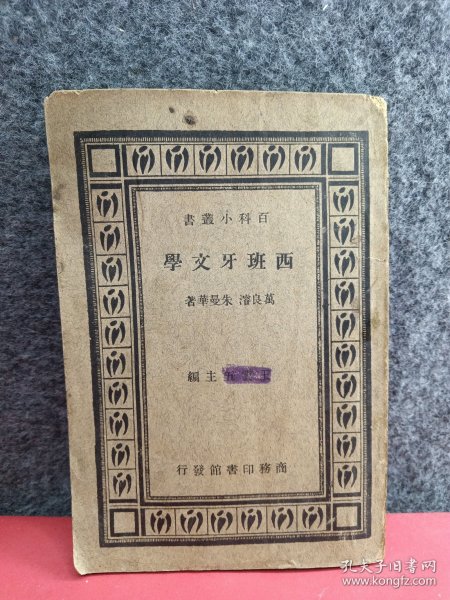 百科小叢書
西班牙文學
萬良濬 朱曼華著
主編
商務印書館發行
孔夫子旧书网
www.kongfz.com